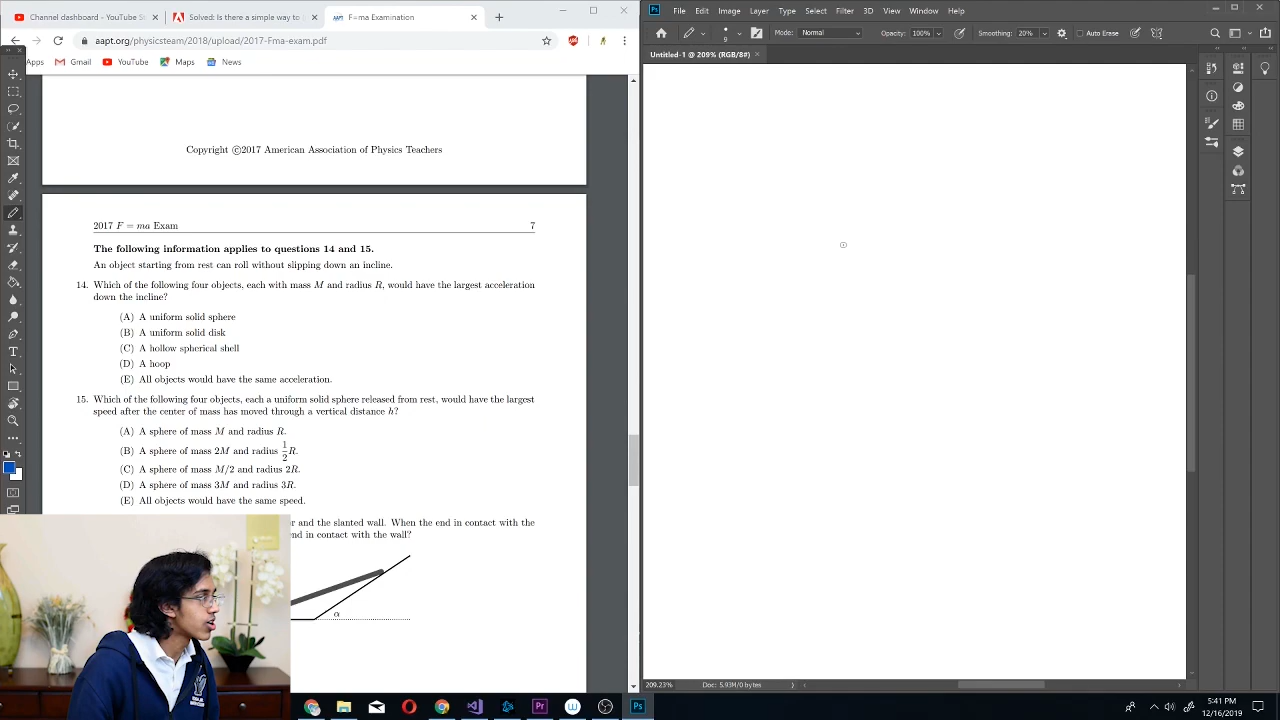 Channel dashboard - YouTube S
Solved: Is there a simple way to
F=ma Examination
aapt.org/physicsteam/2018/upload/2017-Fma-exam.pdf
Apps Gmail YouTube Maps News
Copyright ©2017 American Association of Physics Teachers
2017 F = ma Exam 7
The following information applies to questions 14 and 15.
An object starting from rest can roll without slipping down an incline.
14. Which of the following four objects, each with mass M and radius R, would have the largest acceleration
down the incline?
(A) A uniform solid sphere
(B) A uniform solid disk
(C) A hollow spherical shell
(D) A hoop
(E) All objects would have the same acceleration.
15. Which of the following four objects, each a uniform solid sphere released from rest, would have the largest
speed after the center of mass has moved through a vertical distance h?
(A) A sphere of mass M and radius R.
(B) A sphere of mass 2M and radius 1/2 R.
(C) A sphere of mass M/2 and radius 2R.
(D) A sphere of mass 3M and radius 3R.
(E) All objects would have the same speed.
r and the slanted wall. When the end in contact with the
end in contact with the wall?
α
Ps File Edit Image Layer Type Select Filter 3D View Window Help
9 Mode: Normal Opacity: 100% Smoothing: 20% Auto Erase
Untitled-1 @ 209% (RGB/8#)
209.23% Doc: 5.93M/0 bytes
Pr Ps
5:41 PM
12/16/2019